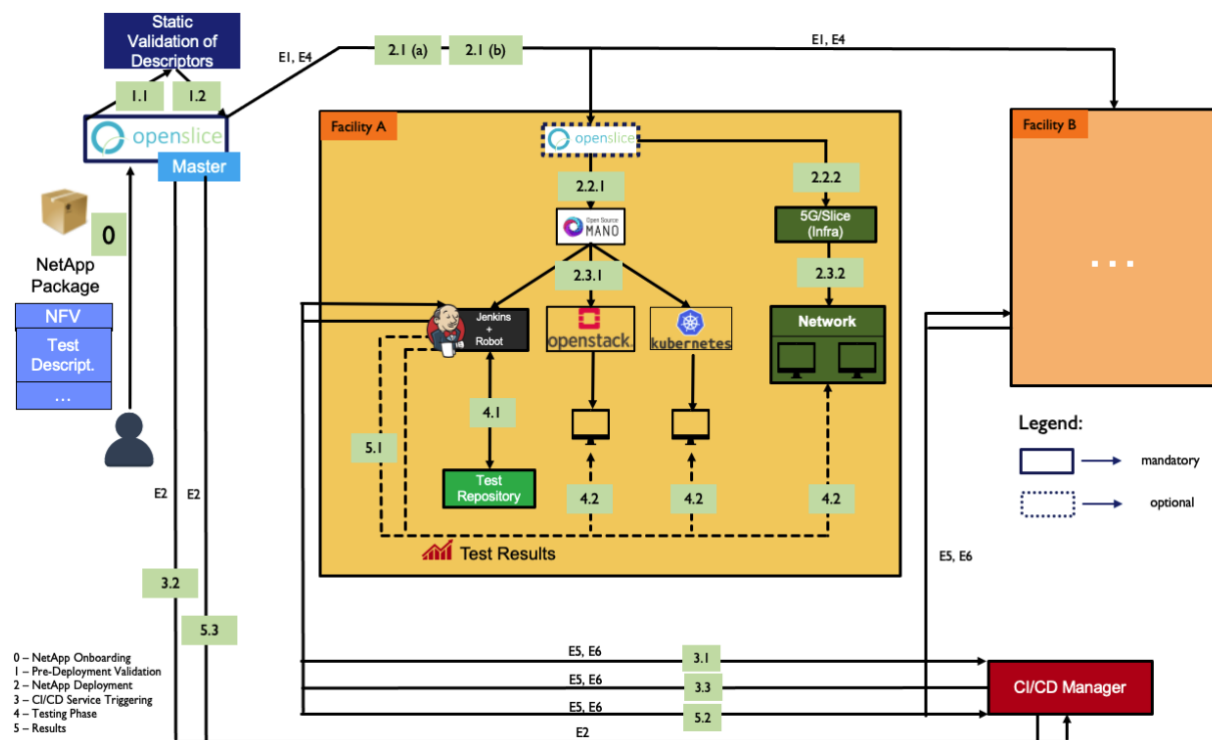 Static
Validation of
Descriptors
1.1
1.2
openslice
Master
E1, E4
2.1 (a)
2.1 (b)
E1, E4
0
NetApp
Package
NFV
Test
Descript.
...
Facility A
openslice
2.2.1
2.2.2
Open Source
MANO
5G/Slice
(Infra)
2.3.1
2.3.2
Jenkins
+
Robot
openstack.
kubernetes
Network
4.1
5.1
Test
Repository
4.2
4.2
4.2
Test Results
Facility B
...
Legend:
mandatory
optional
E2
E2
3.2
5.3
E5, E6
0 – NetApp Onboarding
1 – Pre-Deployment Validation
2 – NetApp Deployment
3 – CI/CD Service Triggering
4 – Testing Phase
5 – Results
E5, E6
3.1
E5, E6
3.3
E5, E6
5.2
CI/CD Manager
E2